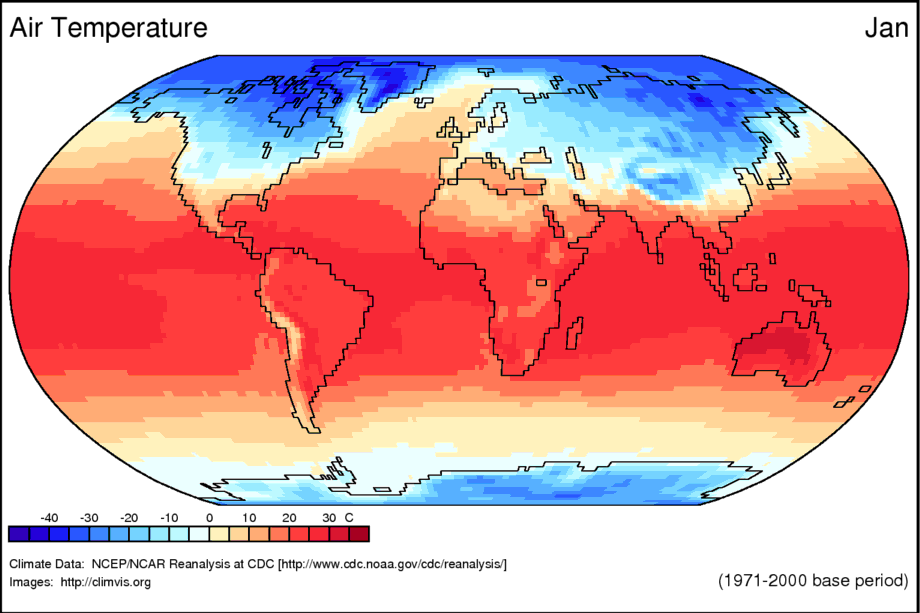 Air Temperature
Jan
-40 -30 -20 -10 0 10 20 30 C
Climate Data: NCEP/NCAR Reanalysis at CDC [http://www.cdc.noaa.gov/cdc/reanalysis/]
Images: http://climvis.org
(1971-2000 base period)